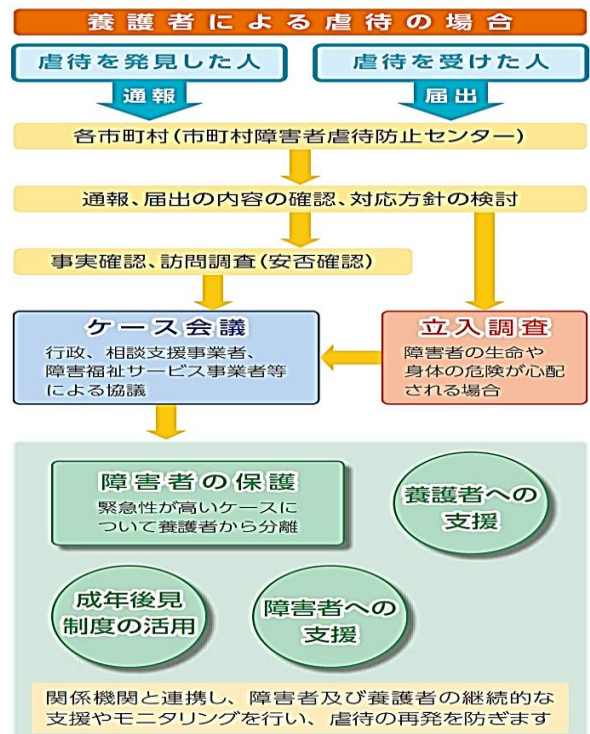 養護者による虐待の場合
虐待を発見した人
虐待を受けた人
通報
届出
各市町村(市町村障害者虐待防止センター)
通報、届出の内容の確認、対応方針の検討
事実確認、訪問調査(安否確認)
ケース会議
行政、相談支援事業者、
障害福祉サービス事業者等
による協議
立入調査
障害者の生命や
身体の危険が心配
される場合
障害者の保護
緊急性が高いケースに
ついて養護者から分離
養護者への
支援
成年後見
制度の活用
障害者への
支援
関係機関と連携し、障害者及び養護者の継続的な
支援やモニタリングを行い、虐待の再発を防ぎます